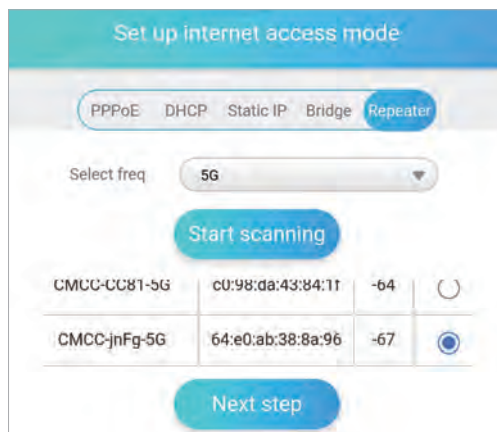 Set up internet access mode
PPPoE DHCP Static IP Bridge Repeater
Select freq 5G
Start scanning
CMCC-CC81-5G c0:98:da:43:84:1f -64
CMCC-jnFg-5G 64:e0:ab:38:8a:96 -67
Next step